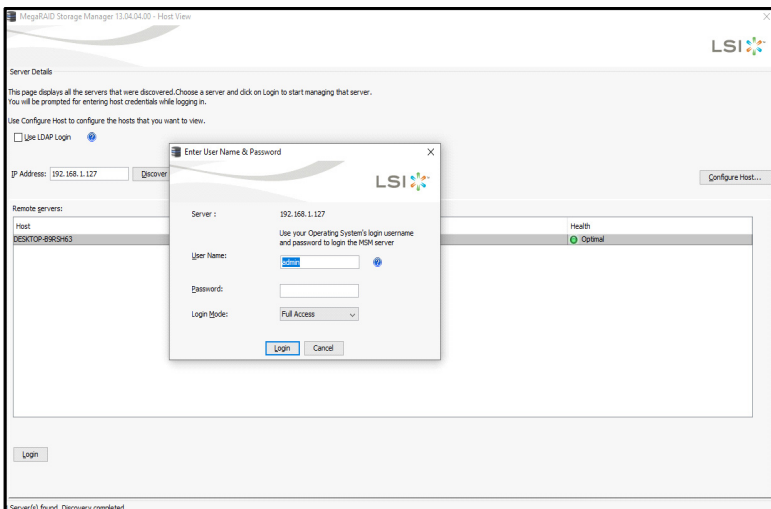 MegaRAID Storage Manager 13.04.04.00 - Host View
LSI
Server Details
This page displays all the servers that were discovered.Choose a server and click on Login to start managing that server.
You will be prompted for entering host credentials while logging in.
Use Configure Host to configure the hosts that you want to view.
Use LDAP Login
IP Address: 192.168.1.127 Discover
Configure Host...
Remote servers:
Host Health
DESKTOP-B9RSH63 Optimal
Enter User Name & Password
LSI
Server : 192.168.1.127
Use your Operating System's login username
and password to login the MSM server
User Name: admin
Password:
Login Mode: Full Access
Login Cancel
Login
Server(s) found. Discovery completed